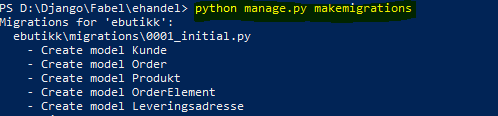 PS D:\Django\Fabel\ehandel> python manage.py makemigrations
Migrations for 'ebutikk':
  ebutikk\migrations\0001_initial.py
    - Create model Kunde
    - Create model Order
    - Create model Produkt
    - Create model OrderElement
    - Create model Leveringsadresse